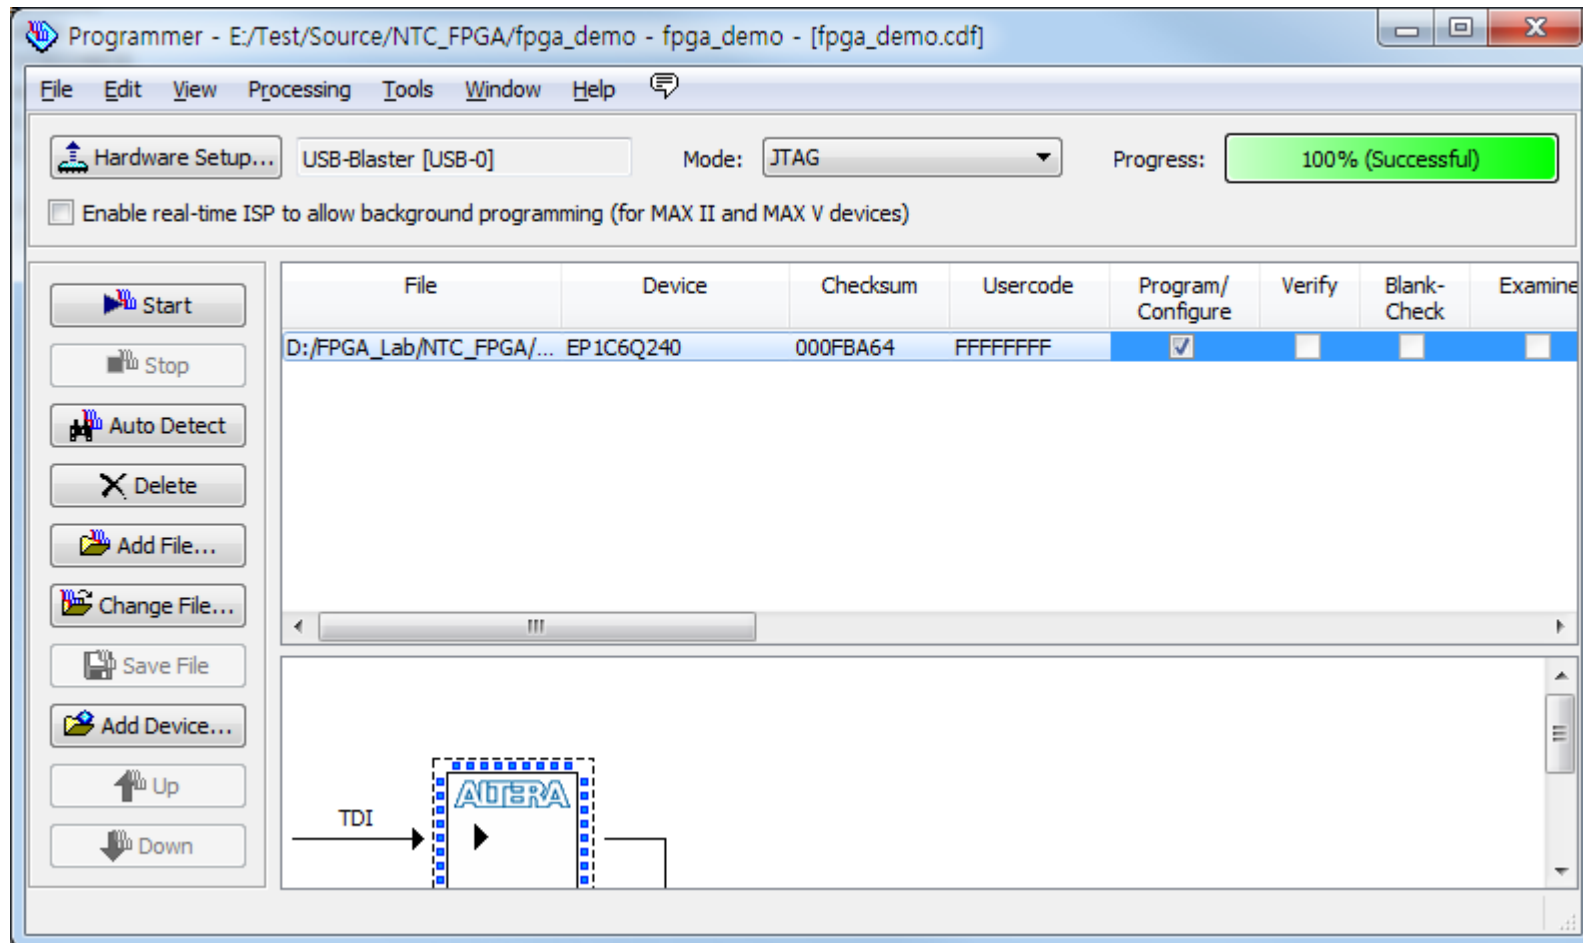 Programmer - E:/Test/Source/NTC_FPGA/fpga_demo - fpga_demo - [fpga_demo.cdf]
File Edit View Processing Tools Window Help
Hardware Setup... USB-Blaster [USB-0] Mode: JTAG Progress: 100% (Successful)
Enable real-time ISP to allow background programming (for MAX II and MAX V devices)
Start
Stop
Auto Detect
Delete
Add File...
Change File...
Save File
Add Device...
Up
Down
File Device Checksum Usercode Program/ Verify Blank- Examine
Configure Check
D:/FPGA_Lab/NTC_FPGA/... EP1C6Q240 000FBA64 FFFFFFFF
ALTERA
TDI